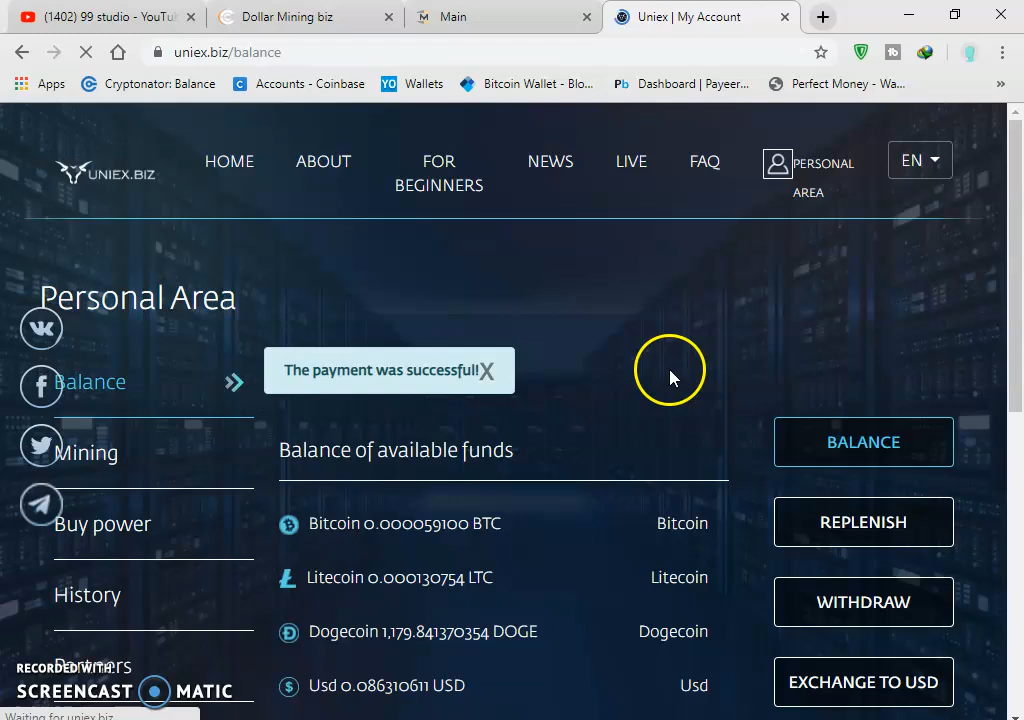 (1402) 99 studio - YouTu
Dollar Mining biz
Main
Uniex | My Account
uniex.biz/balance
Apps
Cryptonator: Balance
Accounts - Coinbase
Wallets
Bitcoin Wallet - Blo...
Dashboard | Payeer...
Perfect Money - Wa...
UNIEX.BIZ
HOME
ABOUT
FOR
BEGINNERS
NEWS
LIVE
FAQ
PERSONAL
AREA
EN
Personal Area
Balance
The payment was successful!
X
Mining
Balance of available funds
BALANCE
Buy power
Bitcoin 0.000059100 BTC
Bitcoin
REPLENISH
History
Litecoin 0.000130754 LTC
Litecoin
WITHDRAW
Partners
Dogecoin 1,179.841370354 DOGE
Dogecoin
Usd 0.086310611 USD
Usd
EXCHANGE TO USD
RECORDED WITH
SCREENCAST MATIC
Waiting for uniex.biz